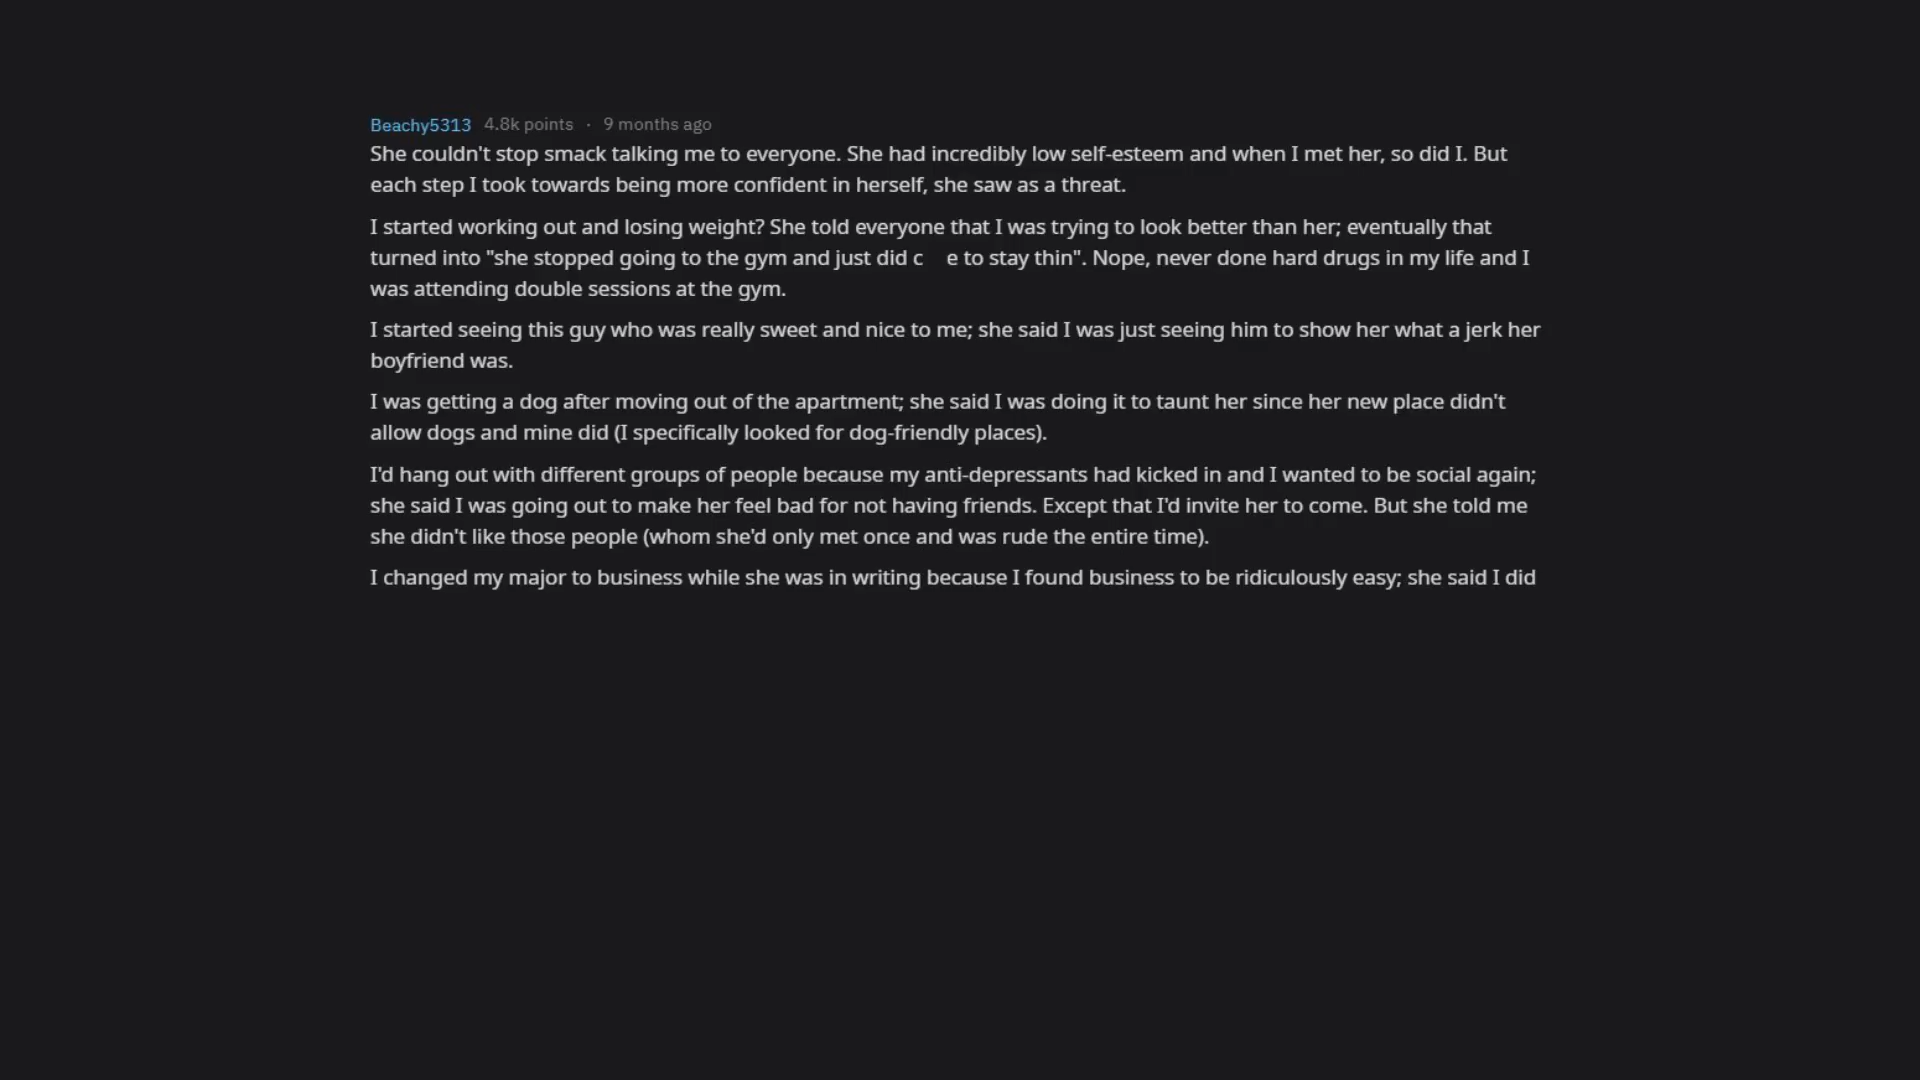 Beachy5313 4.8k points · 9 months ago
She couldn't stop smack talking me to everyone. She had incredibly low self-esteem and when I met her, so did I. But
each step I took towards being more confident in herself, she saw as a threat.
I started working out and losing weight? She told everyone that I was trying to look better than her; eventually that
turned into "she stopped going to the gym and just did c    e to stay thin". Nope, never done hard drugs in my life and I
was attending double sessions at the gym.
I started seeing this guy who was really sweet and nice to me; she said I was just seeing him to show her what a jerk her
boyfriend was.
I was getting a dog after moving out of the apartment; she said I was doing it to taunt her since her new place didn't
allow dogs and mine did (I specifically looked for dog-friendly places).
I'd hang out with different groups of people because my anti-depressants had kicked in and I wanted to be social again;
she said I was going out to make her feel bad for not having friends. Except that I'd invite her to come. But she told me
she didn't like those people (whom she'd only met once and was rude the entire time).
I changed my major to business while she was in writing because I found business to be ridiculously easy; she said I did